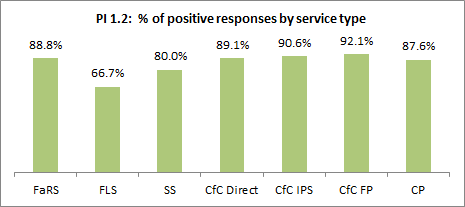 PI 1.2: % of positive responses by service type
88.8% 66.7% 80.0% 89.1% 90.6% 92.1% 87.6%
FaRS FLS SS CfC Direct CfC IPS CfC FP CP